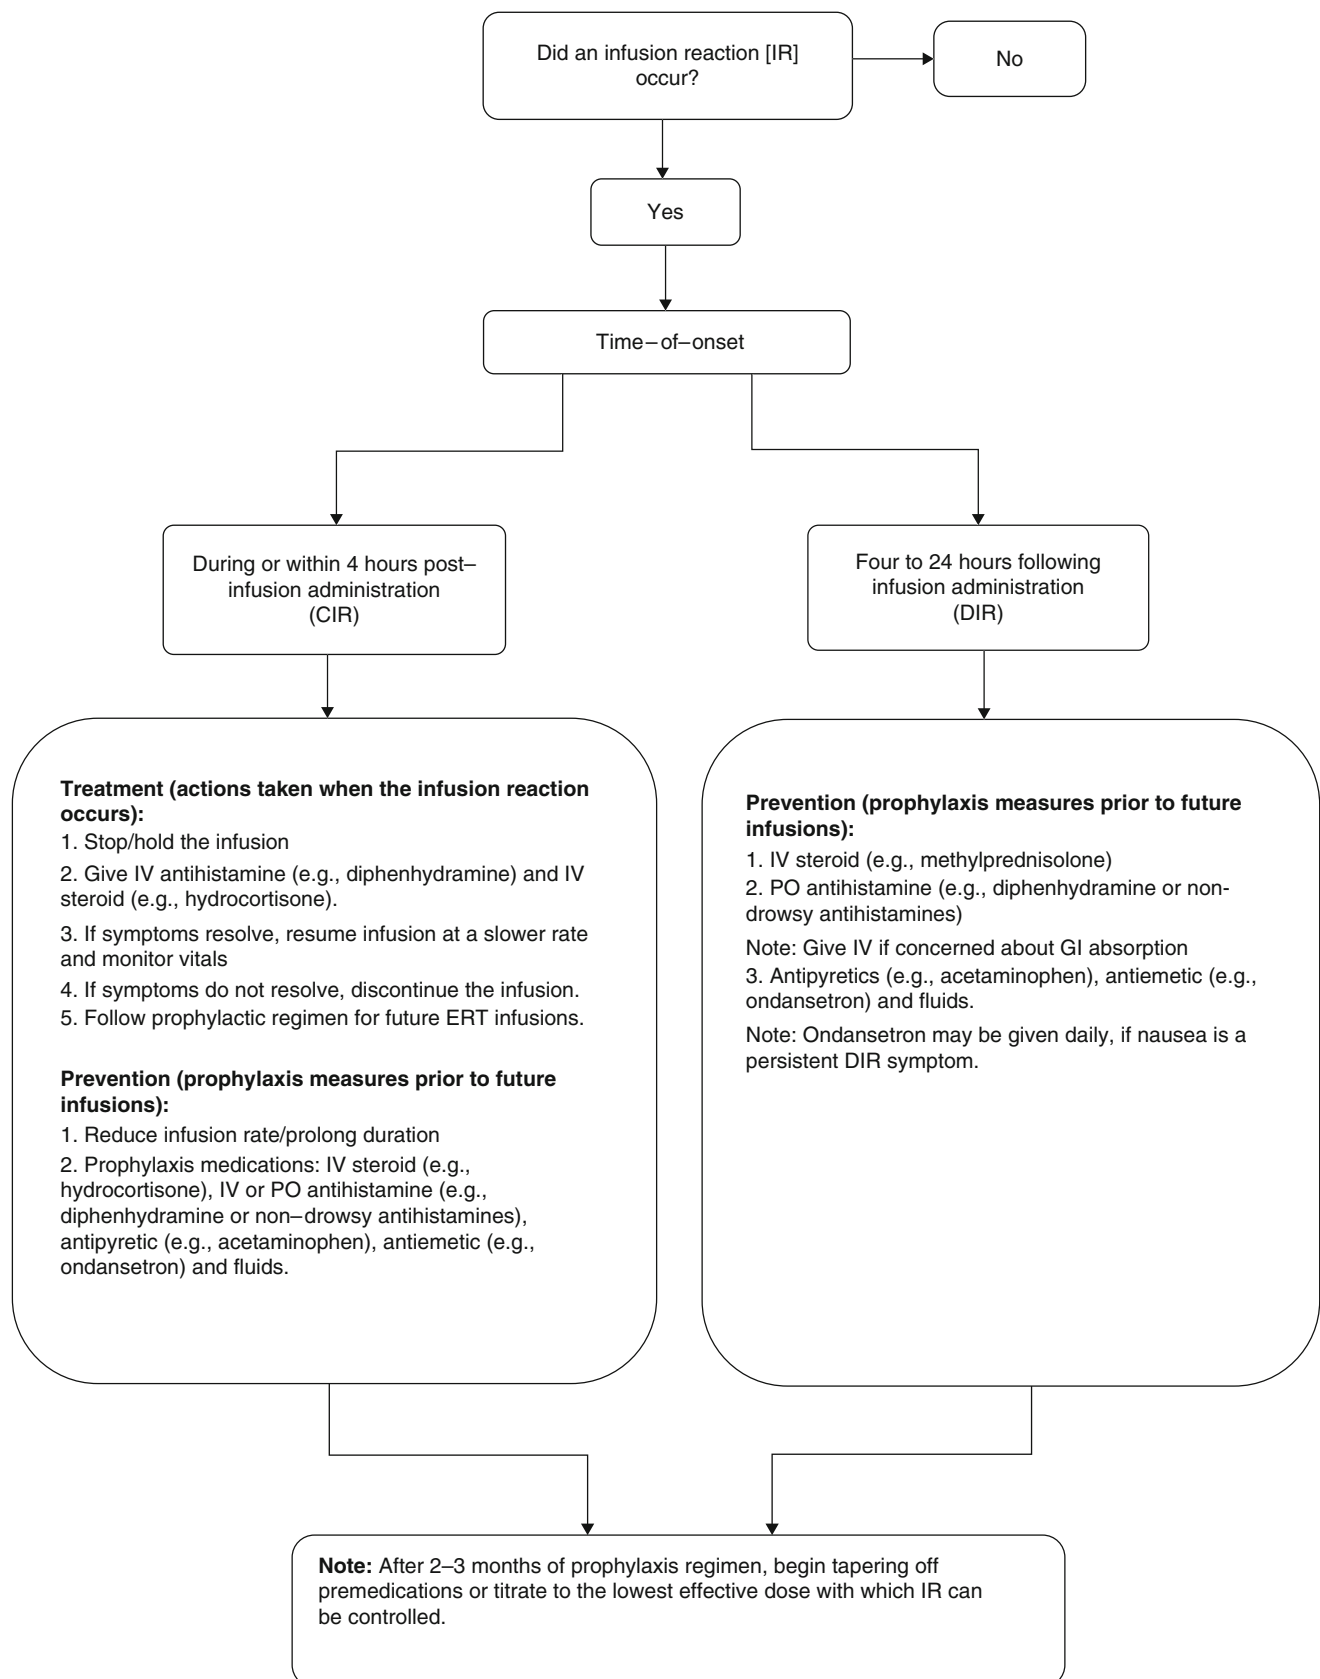 Did an infusion reaction [IR]
occur?
No
Yes
Time–of–onset
During or within 4 hours post–
infusion administration
(CIR)
Four to 24 hours following
infusion administration
(DIR)
Treatment (actions taken when the infusion reaction
occurs):
1. Stop/hold the infusion
2. Give IV antihistamine (e.g., diphenhydramine) and IV
steroid (e.g., hydrocortisone).
3. If symptoms resolve, resume infusion at a slower rate
and monitor vitals
4. If symptoms do not resolve, discontinue the infusion.
5. Follow prophylactic regimen for future ERT infusions.
Prevention (prophylaxis measures prior to future
infusions):
1. Reduce infusion rate/prolong duration
2. Prophylaxis medications: IV steroid (e.g.,
hydrocortisone), IV or PO antihistamine (e.g.,
diphenhydramine or non–drowsy antihistamines),
antipyretic (e.g., acetaminophen), antiemetic (e.g.,
ondansetron) and fluids.
Prevention (prophylaxis measures prior to future
infusions):
1. IV steroid (e.g., methylprednisolone)
2. PO antihistamine (e.g., diphenhydramine or non-
drowsy antihistamines)
Note: Give IV if concerned about GI absorption
3. Antipyretics (e.g., acetaminophen), antiemetic (e.g.,
ondansetron) and fluids.
Note: Ondansetron may be given daily, if nausea is a
persistent DIR symptom.
Note: After 2–3 months of prophylaxis regimen, begin tapering off
premedications or titrate to the lowest effective dose with which IR can
be controlled.